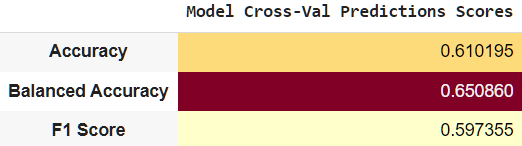 Model Cross-Val Predictions Scores
Accuracy 0.610195
Balanced Accuracy 0.650860
F1 Score 0.597355